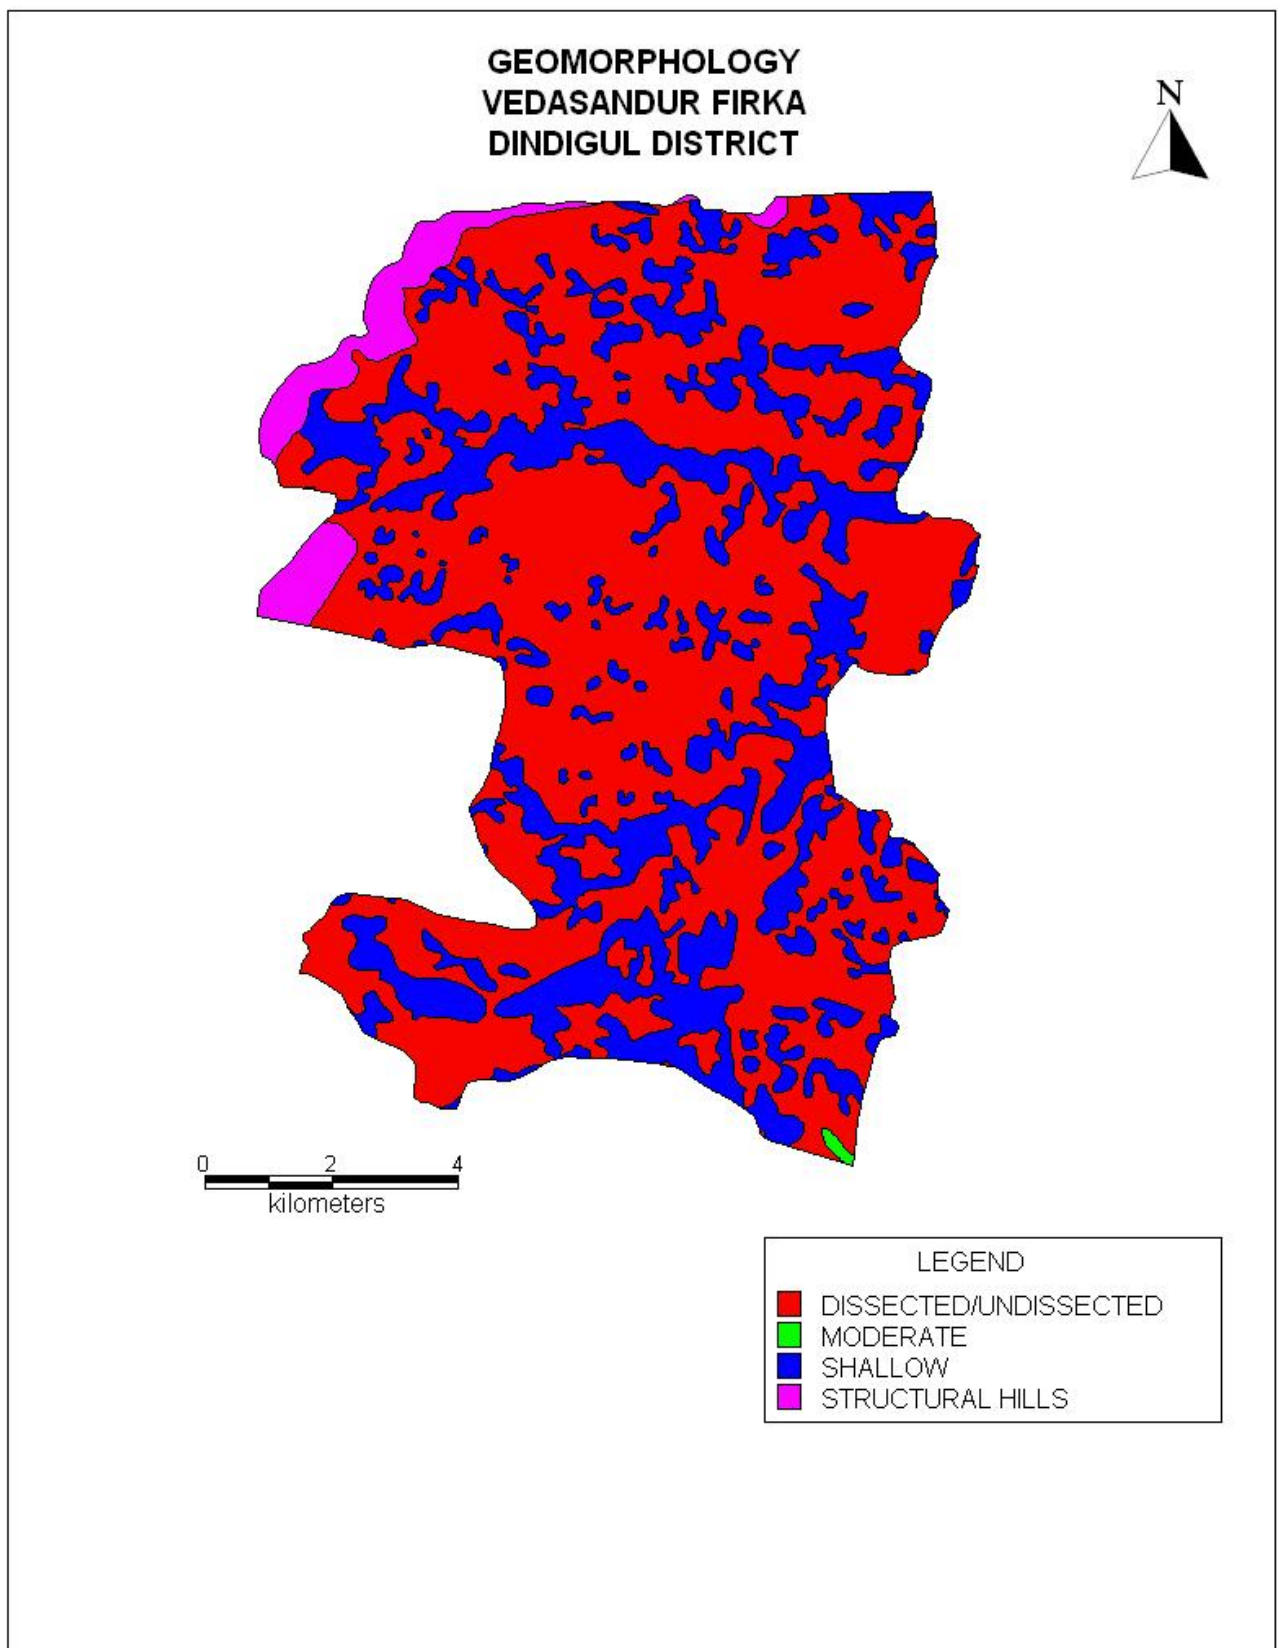 GEOMORPHOLOGY
VEDASANDUR FIRKA
DINDIGUL DISTRICT
N
0 2 4
kilometers
LEGEND
DISSECTED/UNDISSECTED
MODERATE
SHALLOW
STRUCTURAL HILLS